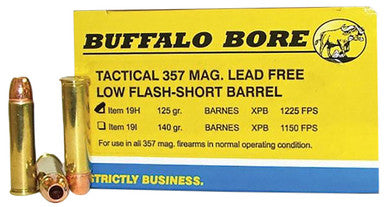 BUFFALO BORE
TACTICAL 357 MAG. LEAD FREE
LOW FLASH-SHORT BARREL
Item 19H 125 gr. BARNES XPB 1225 FPS
Item 19I 140 gr. BARNES XPB 1150 FPS
For use in all 357 mag. firearms in normal operating condition.
STRICTLY BUSINESS.